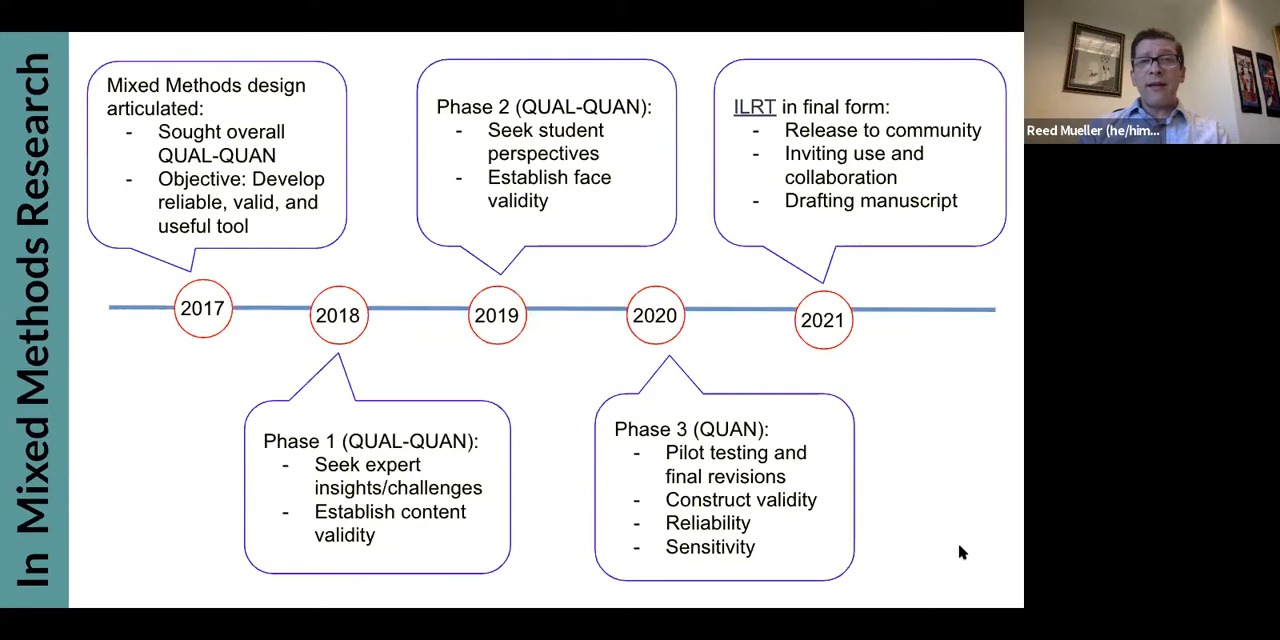 In Mixed Methods Research
Mixed Methods design
articulated:
- Sought overall
QUAL-QUAN
- Objective: Develop
reliable, valid, and
useful tool
Phase 2 (QUAL-QUAN):
- Seek student
perspectives
- Establish face
validity
ILRT in final form:
- Release to community
- Inviting use and
collaboration
- Drafting manuscript
2017
2018
2019
2020
2021
Phase 1 (QUAL-QUAN):
- Seek expert
insights/challenges
- Establish content
validity
Phase 3 (QUAN):
- Pilot testing and
final revisions
- Construct validity
- Reliability
- Sensitivity
Reed Mueller (he/him...